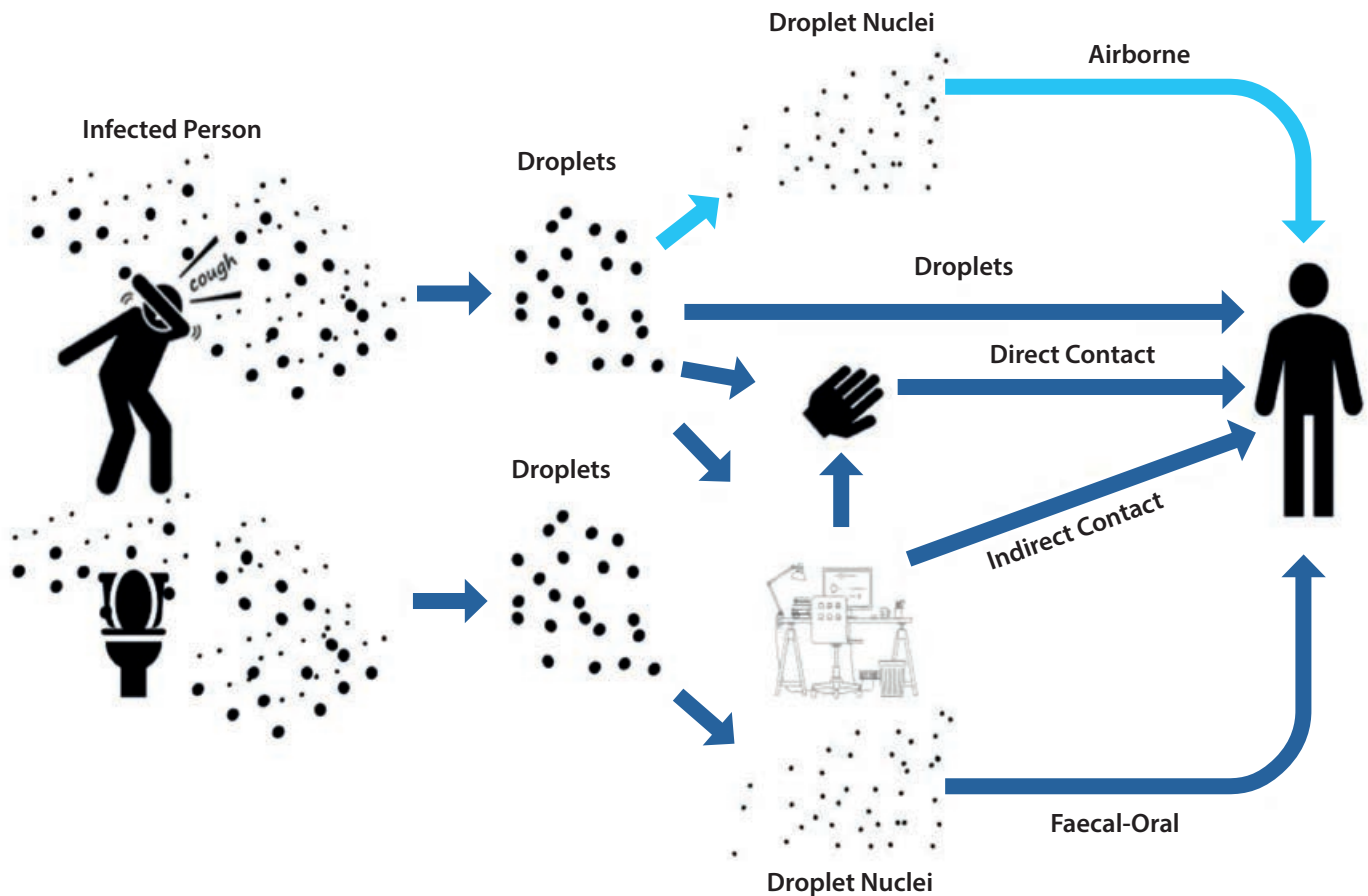 Droplet Nuclei
Airborne
Infected Person
Droplets
cough
Droplets
Direct Contact
Droplets
Indirect Contact
Faecal-Oral
Droplet Nuclei